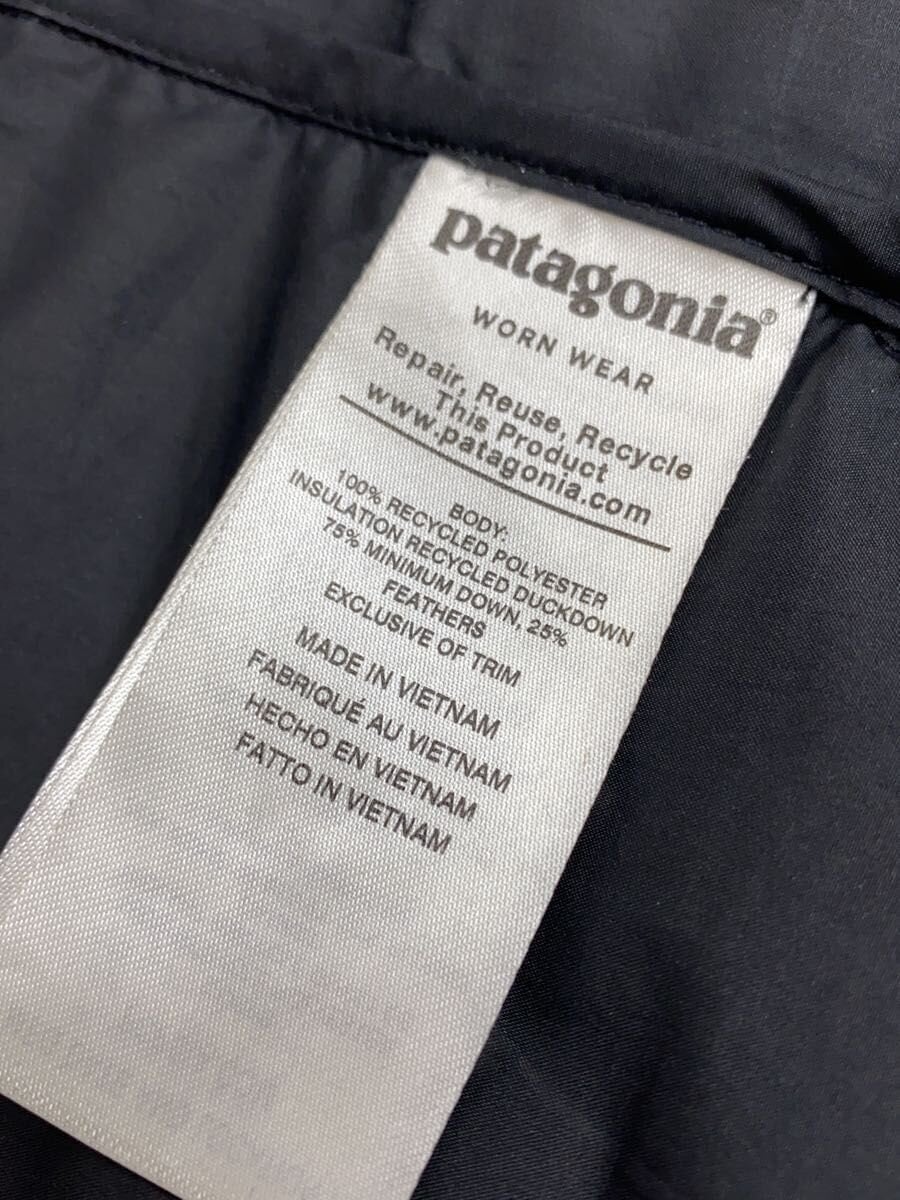 patagonia®
WORN WEAR
Repair, Reuse, Recycle
This Product
www.patagonia.com
BODY:
100% RECYCLED POLYESTER
INSULATION RECYCLED DUCKDOWN
75% MINIMUM DOWN, 25%
FEATHERS
EXCLUSIVE OF TRIM
MADE IN VIETNAM
FABRIQUÉ AU VIETNAM
HECHO EN VIETNAM
FATTO IN VIETNAM